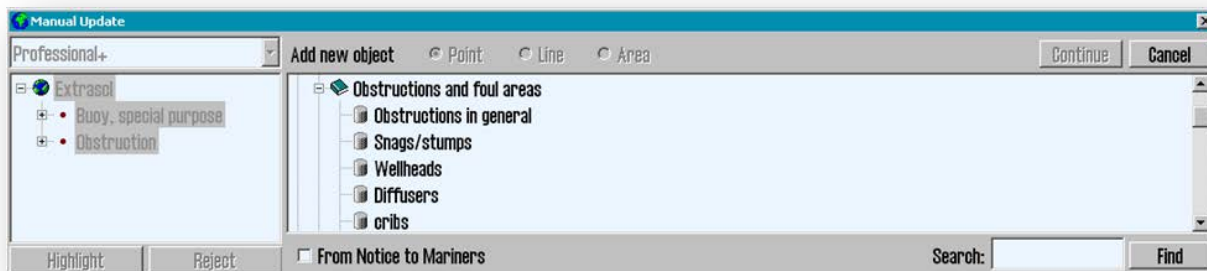 Manual Update
Professional+
Add new object Point Line Area Continue Cancel
Extrasol
Buoy, special purpose
Obstruction
Obstructions and foul areas
Obstructions in general
Snags/stumps
Wellheads
Diffusers
cribs
Highlight Reject
From Notice to Mariners Search: Find